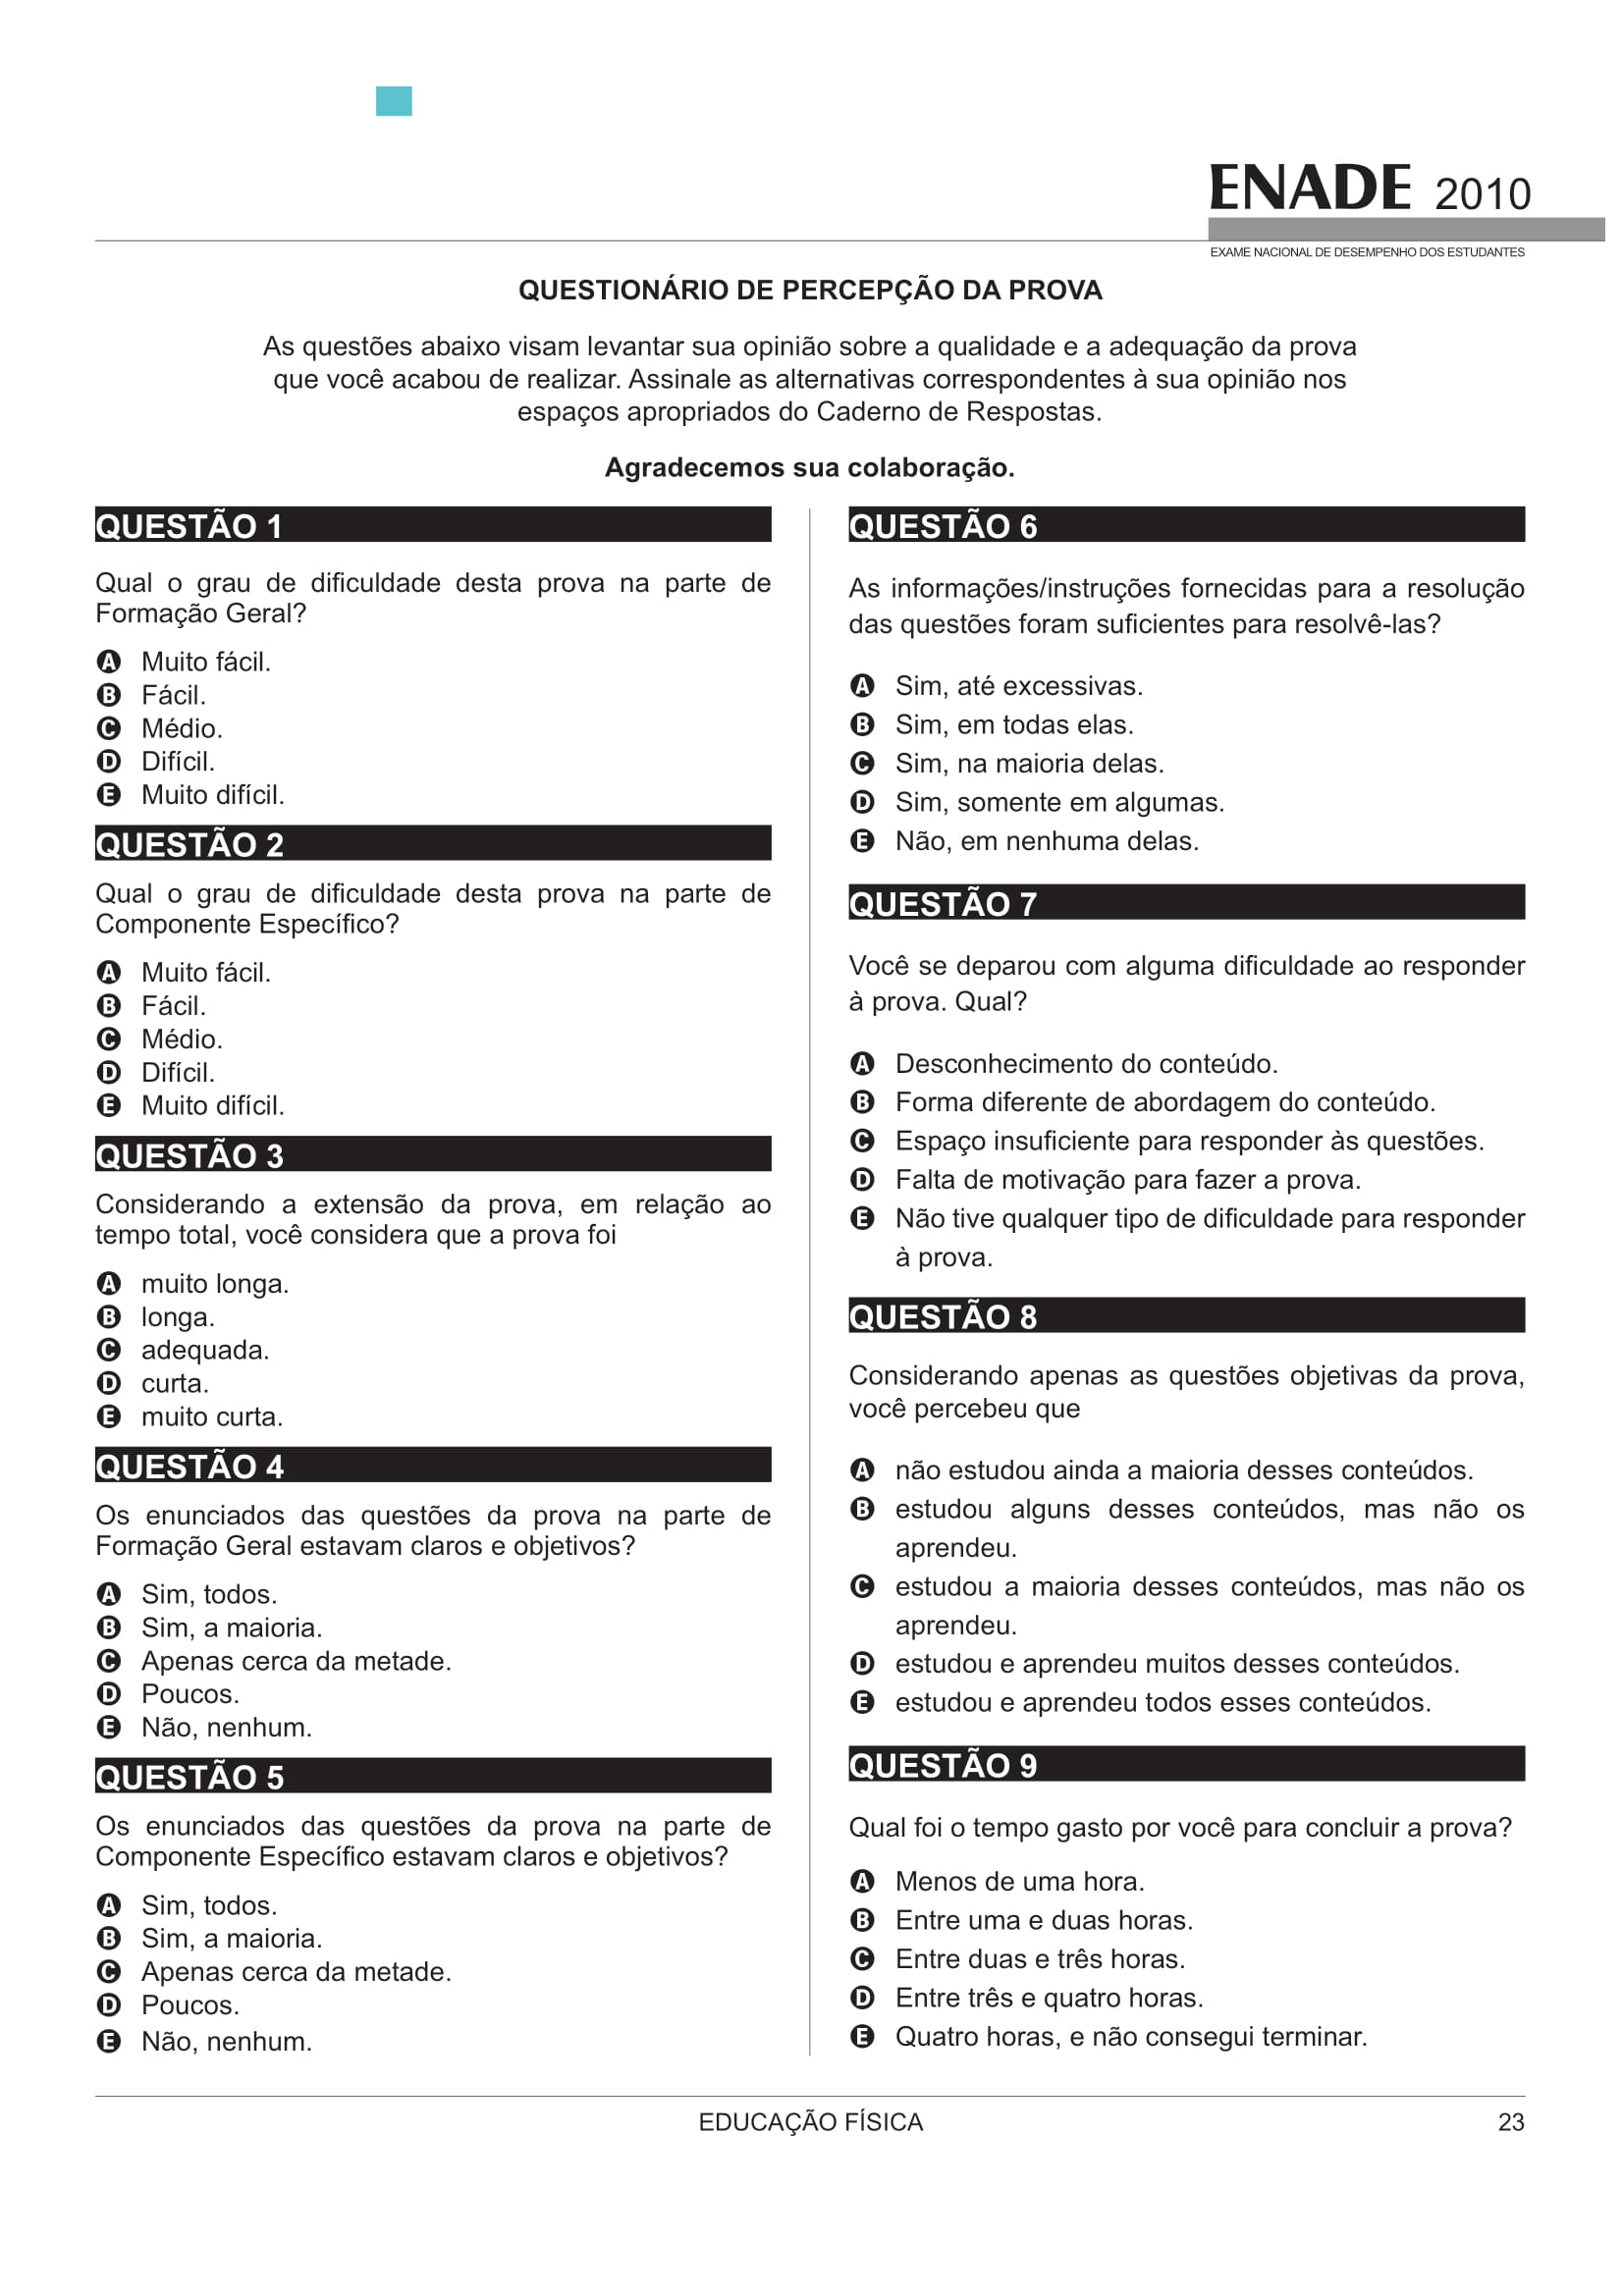 ENADE 2010
EXAME NACIONAL DE DESEMPENHO DOS ESTUDANTES
QUESTIONÁRIO DE PERCEPÇÃO DA PROVA
As questões abaixo visam levantar sua opinião sobre a qualidade e a adequação da prova
que você acabou de realizar. Assinale as alternativas correspondentes à sua opinião nos
espaços apropriados do Caderno de Respostas.
Agradecemos sua colaboração.
QUESTÃO 1
Qual o grau de dificuldade desta prova na parte de
Formação Geral?
A Muito fácil.
B Fácil.
C Médio.
D Difícil.
E Muito difícil.
QUESTÃO 2
Qual o grau de dificuldade desta prova na parte de
Componente Específico?
A Muito fácil.
B Fácil.
C Médio.
D Difícil.
E Muito difícil.
QUESTÃO 3
Considerando a extensão da prova, em relação ao
tempo total, você considera que a prova foi
A muito longa.
B longa.
C adequada.
D curta.
E muito curta.
QUESTÃO 4
Os enunciados das questões da prova na parte de
Formação Geral estavam claros e objetivos?
A Sim, todos.
B Sim, a maioria.
C Apenas cerca da metade.
D Poucos.
E Não, nenhum.
QUESTÃO 5
Os enunciados das questões da prova na parte de
Componente Específico estavam claros e objetivos?
A Sim, todos.
B Sim, a maioria.
C Apenas cerca da metade.
D Poucos.
E Não, nenhum.
QUESTÃO 6
As informações/instruções fornecidas para a resolução
das questões foram suficientes para resolvê-las?
A Sim, até excessivas.
B Sim, em todas elas.
C Sim, na maioria delas.
D Sim, somente em algumas.
E Não, em nenhuma delas.
QUESTÃO 7
Você se deparou com alguma dificuldade ao responder
à prova. Qual?
A Desconhecimento do conteúdo.
B Forma diferente de abordagem do conteúdo.
C Espaço insuficiente para responder às questões.
D Falta de motivação para fazer a prova.
E Não tive qualquer tipo de dificuldade para responder
à prova.
QUESTÃO 8
Considerando apenas as questões objetivas da prova,
você percebeu que
A não estudou ainda a maioria desses conteúdos.
B estudou alguns desses conteúdos, mas não os
aprendeu.
C estudou a maioria desses conteúdos, mas não os
aprendeu.
D estudou e aprendeu muitos desses conteúdos.
E estudou e aprendeu todos esses conteúdos.
QUESTÃO 9
Qual foi o tempo gasto por você para concluir a prova?
A Menos de uma hora.
B Entre uma e duas horas.
C Entre duas e três horas.
D Entre três e quatro horas.
E Quatro horas, e não consegui terminar.
EDUCAÇÃO FÍSICA
23